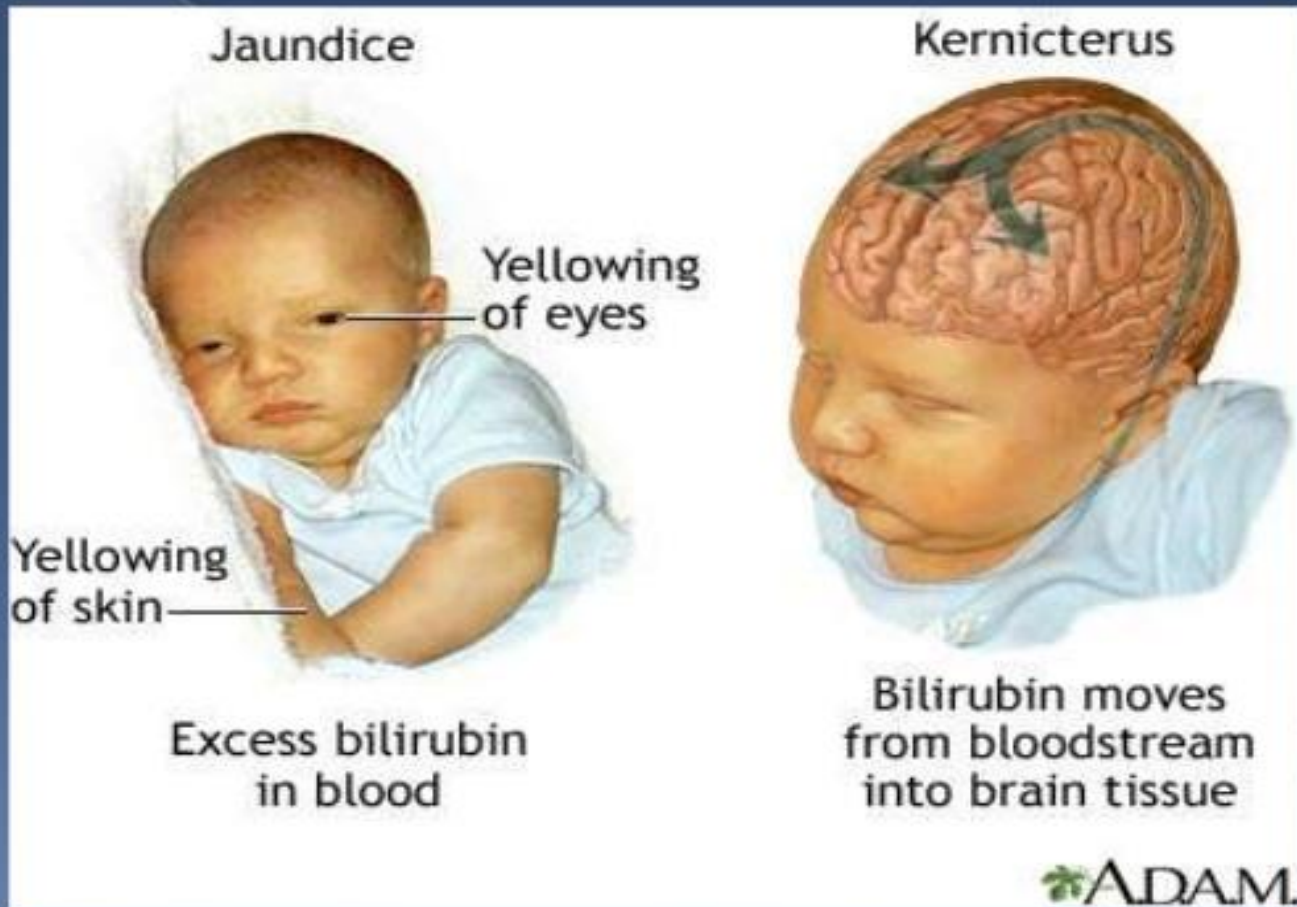 Jaundice
Yellowing
of eyes
Yellowing
of skin
Excess bilirubin
in blood
Kernicterus
Bilirubin moves
from bloodstream
into brain tissue
A.D.A.M.